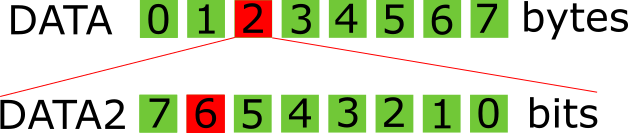 DATA 0 1 2 3 4 5 6 7 bytes
DATA2 7 6 5 4 3 2 1 0 bits